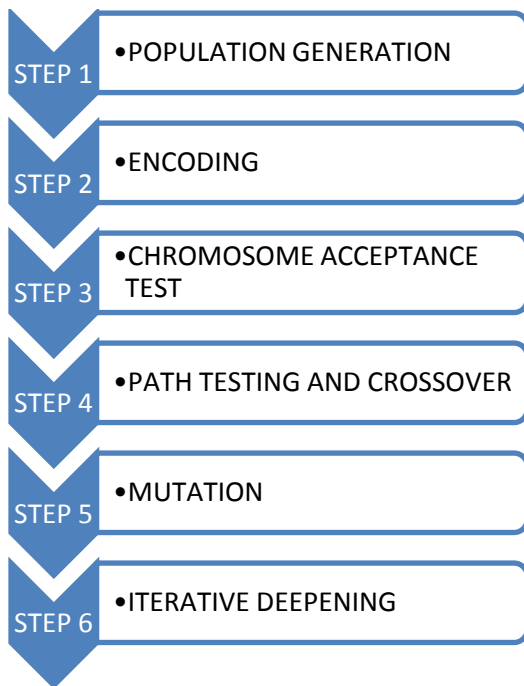 STEP 1
•POPULATION GENERATION
STEP 2
•ENCODING
STEP 3
•CHROMOSOME ACCEPTANCE
TEST
STEP 4
•PATH TESTING AND CROSSOVER
STEP 5
•MUTATION
STEP 6
•ITERATIVE DEEPENING